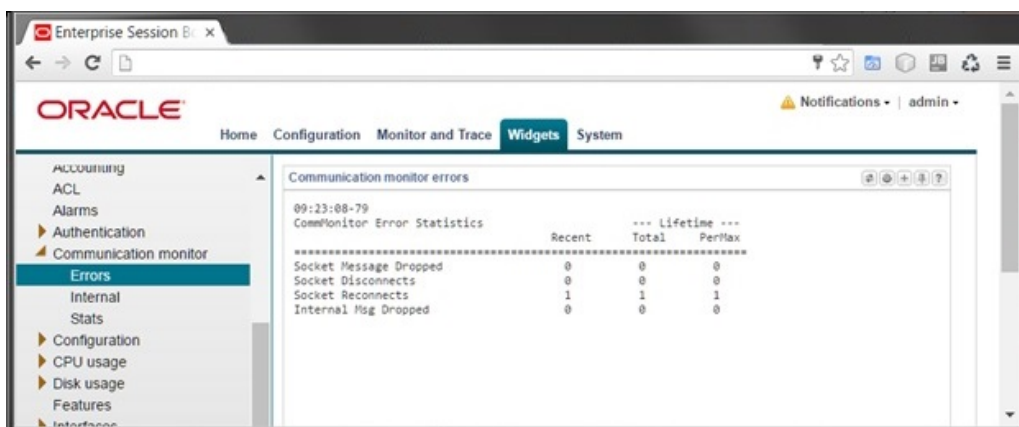 Enterprise Session B
ORACLE
Notifications | admin
Home Configuration Monitor and Trace Widgets System
Accounting
ACL
Alarms
Authentication
Communication monitor
Errors
Internal
Stats
Configuration
CPU usage
Disk usage
Features
Interfaces
Communication monitor errors
09:23:08-79
CommMonitor Error Statistics --- Lifetime ---
Recent Total PerMax
Socket Message Dropped 0 0 0
Socket Disconnects 0 0 0
Socket Reconnects 1 1 1
Internal Msg Dropped 0 0 0